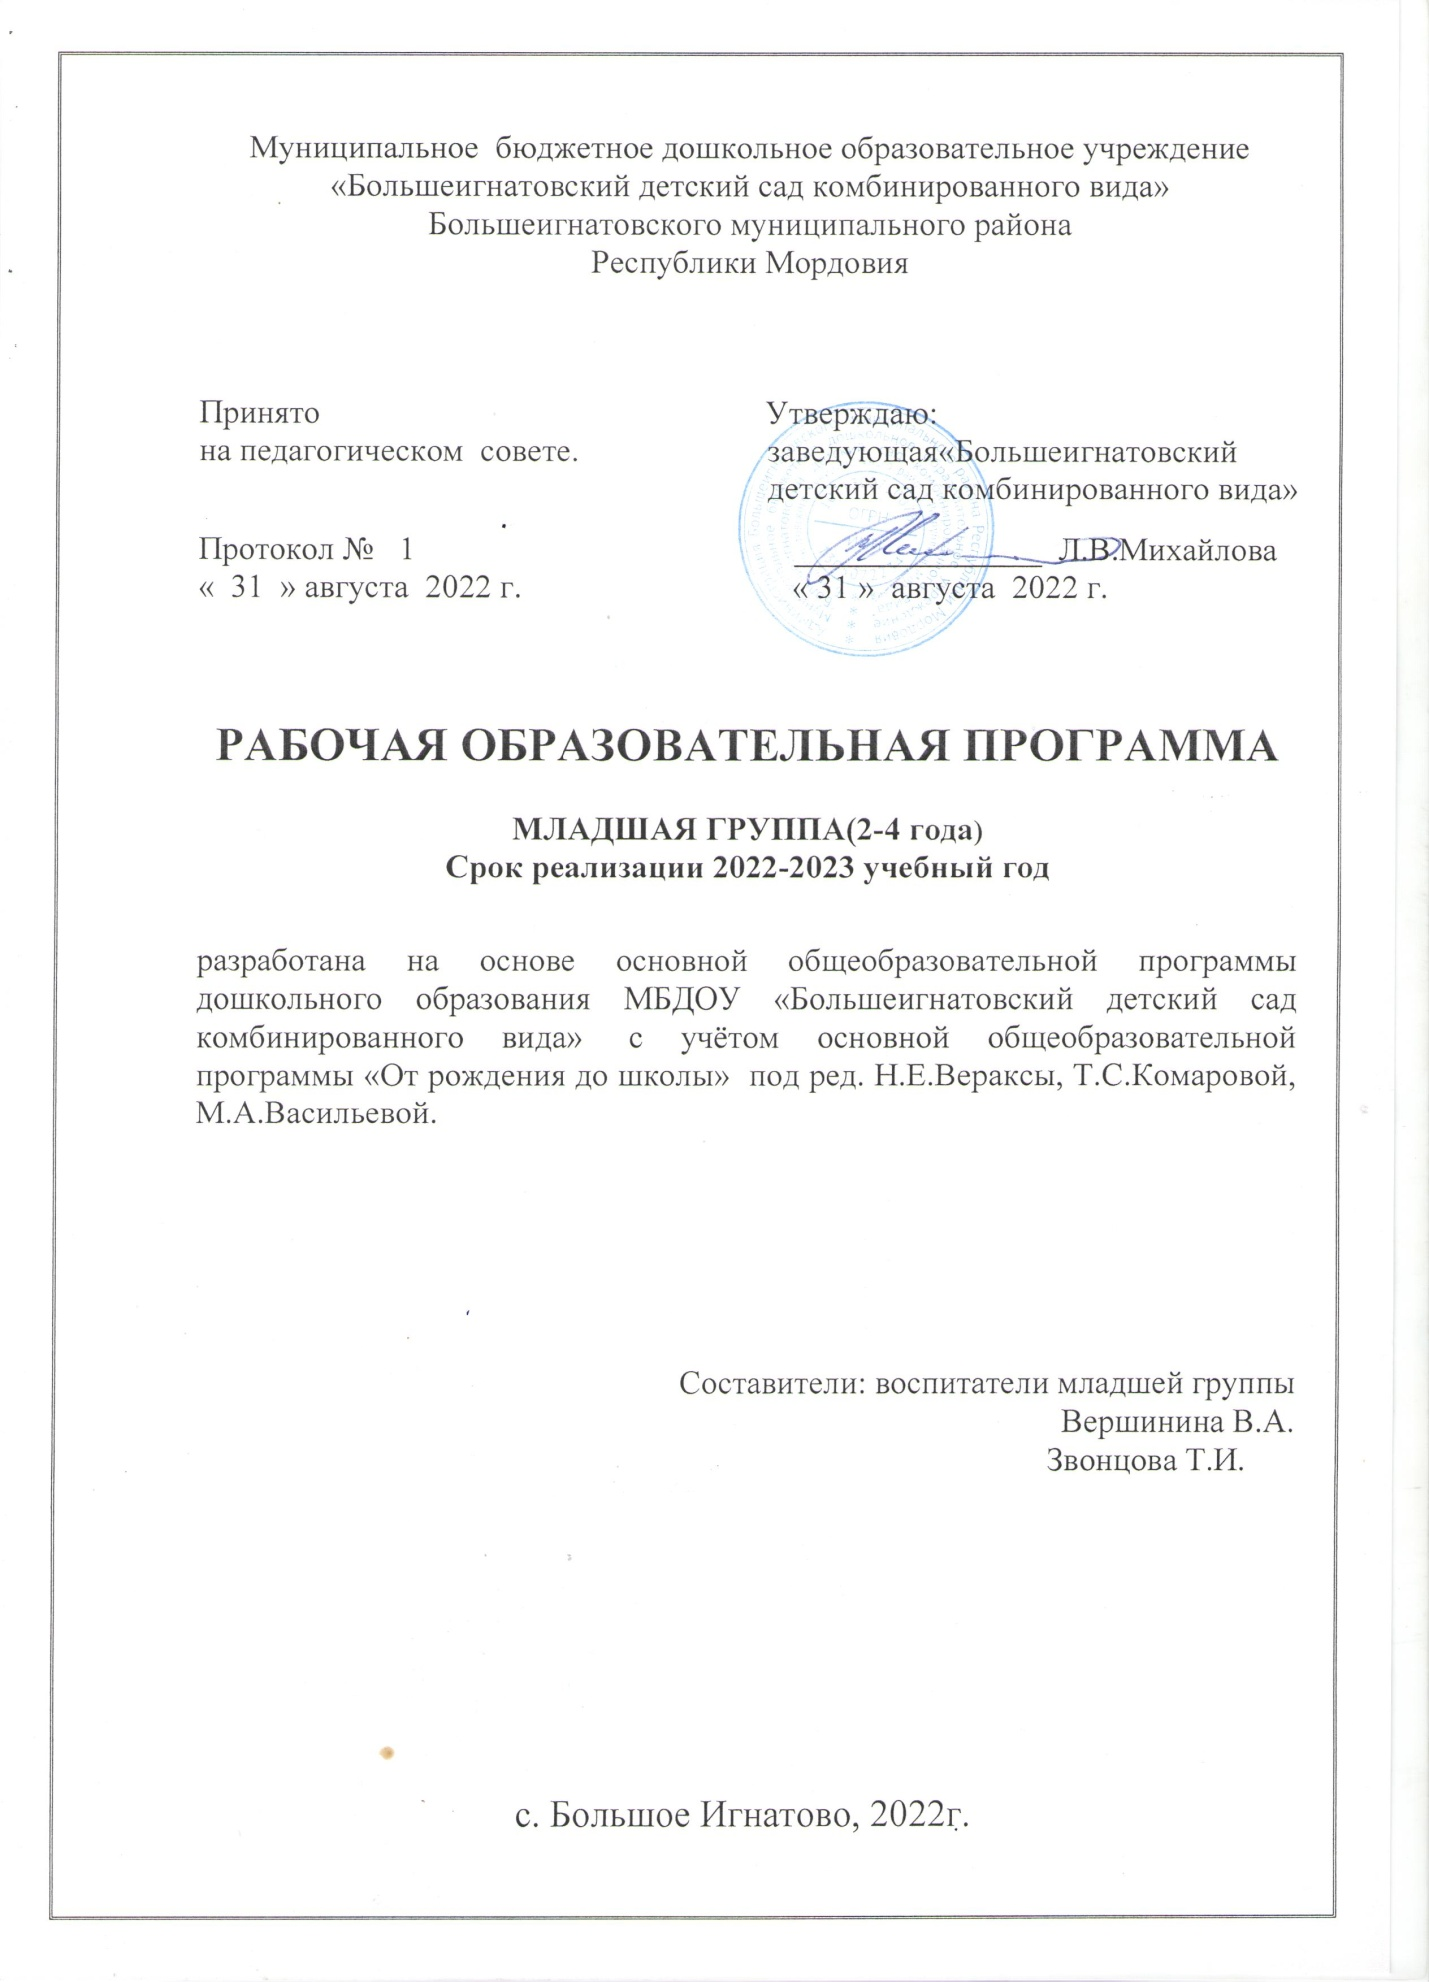 Муниципальное бюджетное дошкольное образовательное учреждение
«Большеигнатовский детский сад комбинированного вида»
Большеигнатовского муниципального района
Республики Мордовия
Принято
на педагогическом совете.
Протокол № 1
« 31 » августа 2022 г.
Утверждаю:
заведующая«Большеигнатовский
детский сад комбинированного вида»
Л.В.Михайлова
« 31 » августа 2022 г.
РАБОЧАЯ ОБРАЗОВАТЕЛЬНАЯ ПРОГРАММА
МЛАДШАЯ ГРУППА(2-4 года)
Срок реализации 2022-2023 учебный год
разработана на основе основной общеобразовательной программы
дошкольного образования МБДОУ «Большеигнатовский детский сад
комбинированного вида» с учётом основной общеобразовательной
программы «От рождения до школы» под ред. Н.Е.Вераксы, Т.С.Комаровой,
М.А.Васильевой.
Составители: воспитатели младшей группы
Вершинина В.А.
Звонцова Т.И.
с. Большое Игнатово, 2022г.